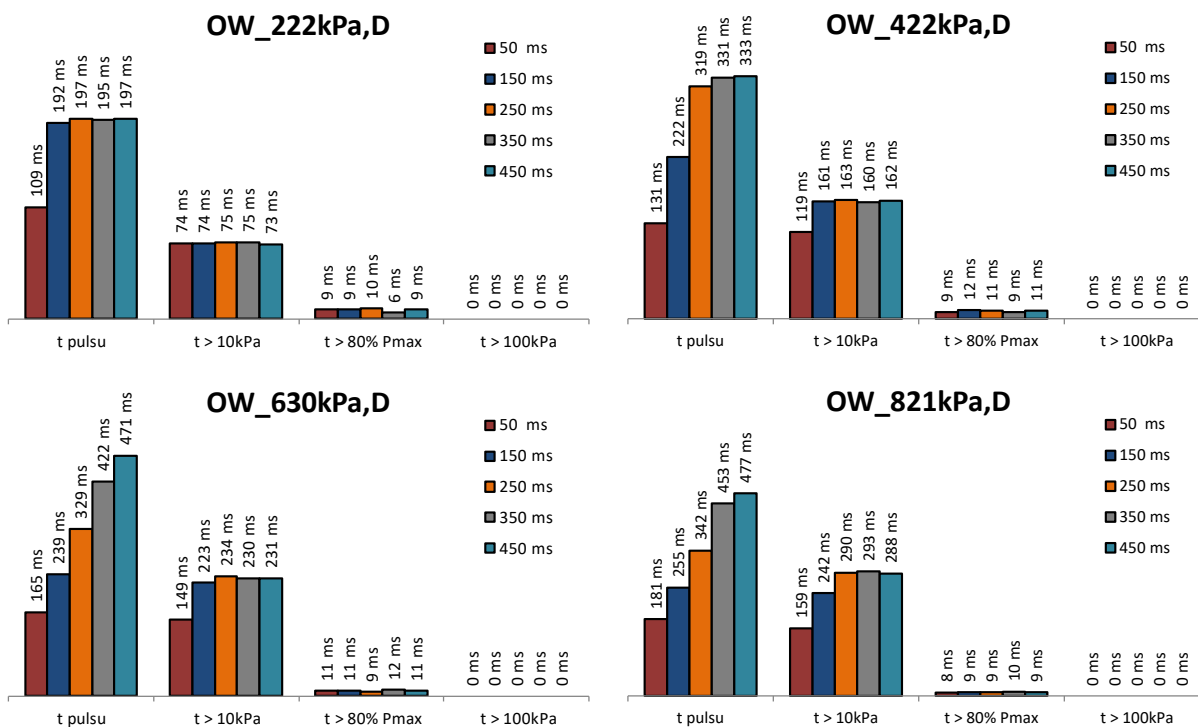 OW_222kPa,D
50 ms
150 ms
250 ms
350 ms
450 ms
109 ms
192 ms
197 ms
195 ms
197 ms
74 ms
74 ms
75 ms
75 ms
73 ms
9 ms
9 ms
10 ms
6 ms
9 ms
0 ms
0 ms
0 ms
0 ms
0 ms
t pulsu
t > 10kPa
t > 80% Pmax
t > 100kPa
OW_422kPa,D
50 ms
150 ms
250 ms
350 ms
450 ms
131 ms
222 ms
319 ms
331 ms
333 ms
119 ms
161 ms
163 ms
160 ms
162 ms
9 ms
12 ms
11 ms
9 ms
11 ms
0 ms
0 ms
0 ms
0 ms
0 ms
t pulsu
t > 10kPa
t > 80% Pmax
t > 100kPa
OW_630kPa,D
50 ms
150 ms
250 ms
350 ms
450 ms
165 ms
239 ms
329 ms
422 ms
471 ms
149 ms
223 ms
234 ms
230 ms
231 ms
11 ms
11 ms
9 ms
12 ms
11 ms
0 ms
0 ms
0 ms
0 ms
0 ms
t pulsu
t > 10kPa
t > 80% Pmax
t > 100kPa
OW_821kPa,D
50 ms
150 ms
250 ms
350 ms
450 ms
181 ms
255 ms
342 ms
453 ms
477 ms
159 ms
242 ms
290 ms
293 ms
288 ms
8 ms
9 ms
9 ms
10 ms
9 ms
0 ms
0 ms
0 ms
0 ms
0 ms
t pulsu
t > 10kPa
t > 80% Pmax
t > 100kPa